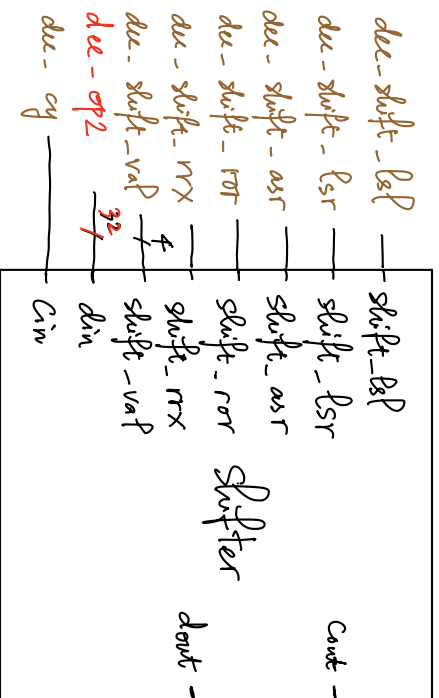 dec-shift_lsl
dec-shift_lsr
dec-shift_asr
dec-shift_ror
dec-shift_rrx
dec-shift_val
dec-op2
dec-cy
32
shift_lsl
shift_lsr
shift_asr
shift_ror
shift_rrx
shift_val
din
Cin
Shifter
Cout
dout